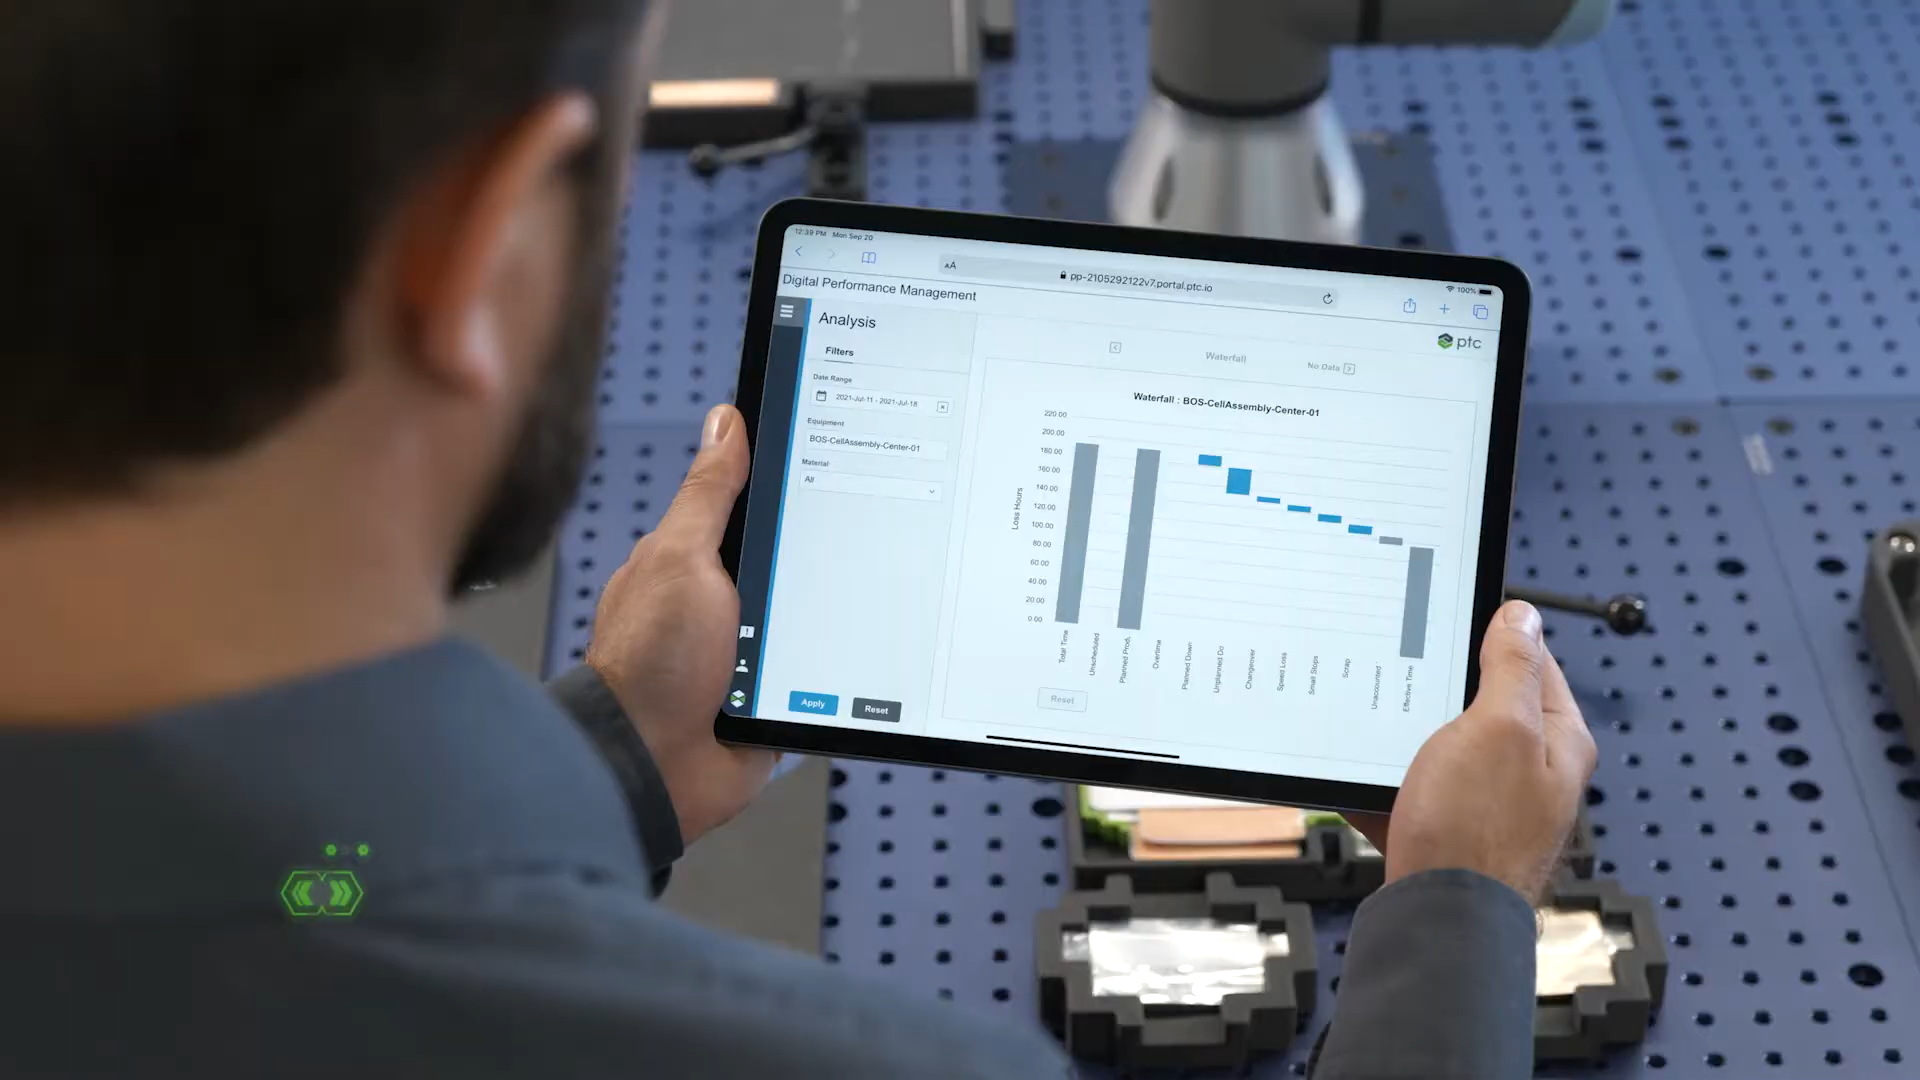 12:39 PM Mon Sep 20
100%
AA
pp-2105292122v7.portal.ptc.io
Digital Performance Management
ptc
Analysis
Filters
Date Range
2021-Jul-11 - 2021-Jul-18
Equipment
BOS-CellAssembly-Center-01
Material
All
Apply
Reset
Waterfall
No Data
Waterfall : BOS-CellAssembly-Center-01
Loss Hours
220.00
200.00
180.00
160.00
140.00
120.00
100.00
80.00
60.00
40.00
20.00
0.00
Total Time
Unscheduled
Planned Prod.
Overtime
Planned Down
Unplanned Do
Changeover
Speed Loss
Small Stops
Scrap
Unaccounted
Effective Time
Reset